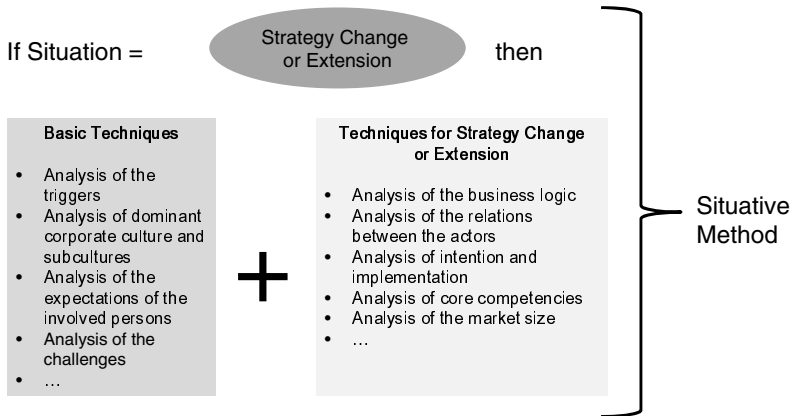 If Situation =
Strategy Change
or Extension
then
Basic Techniques
• Analysis of the
triggers
• Analysis of dominant
corporate culture and
subcultures
• Analysis of the
expectations of the
involved persons
• Analysis of the
challenges
• …
+
Techniques for Strategy Change
or Extension
• Analysis of the business logic
• Analysis of the relations
between the actors
• Analysis of intention and
implementation
• Analysis of core competencies
• Analysis of the market size
• …
Situative
Method